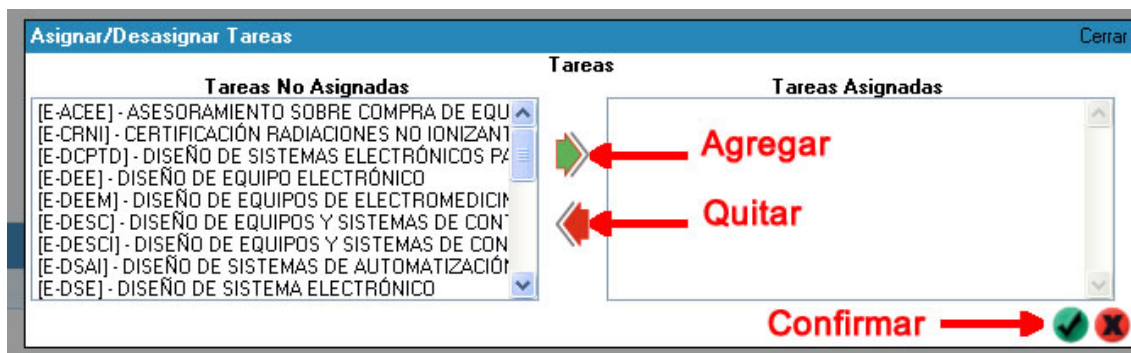 Asignar/Desasignar Tareas Cerrar
Tareas
Tareas No Asignadas Tareas Asignadas
[E-ACEE] - ASESORAMIENTO SOBRE COMPRA DE EQU
[E-CRNI] - CERTIFICACIÓN RADIACIONES NO IONIZANT
[E-DCPTD] - DISEÑO DE SISTEMAS ELECTRÓNICOS PA
[E-DEE] - DISEÑO DE EQUIPO ELECTRÓNICO
[E-DEEM] - DISEÑO DE EQUIPOS DE ELECTROMEDICIN
[E-DESC] - DISEÑO DE EQUIPOS Y SISTEMAS DE CONT
[E-DESCI] - DISEÑO DE EQUIPOS Y SISTEMAS DE CON
[E-DSAI] - DISEÑO DE SISTEMAS DE AUTOMATIZACIÓN
[E-DSE] - DISEÑO DE SISTEMA ELECTRÓNICO
Agregar
Quitar
Confirmar